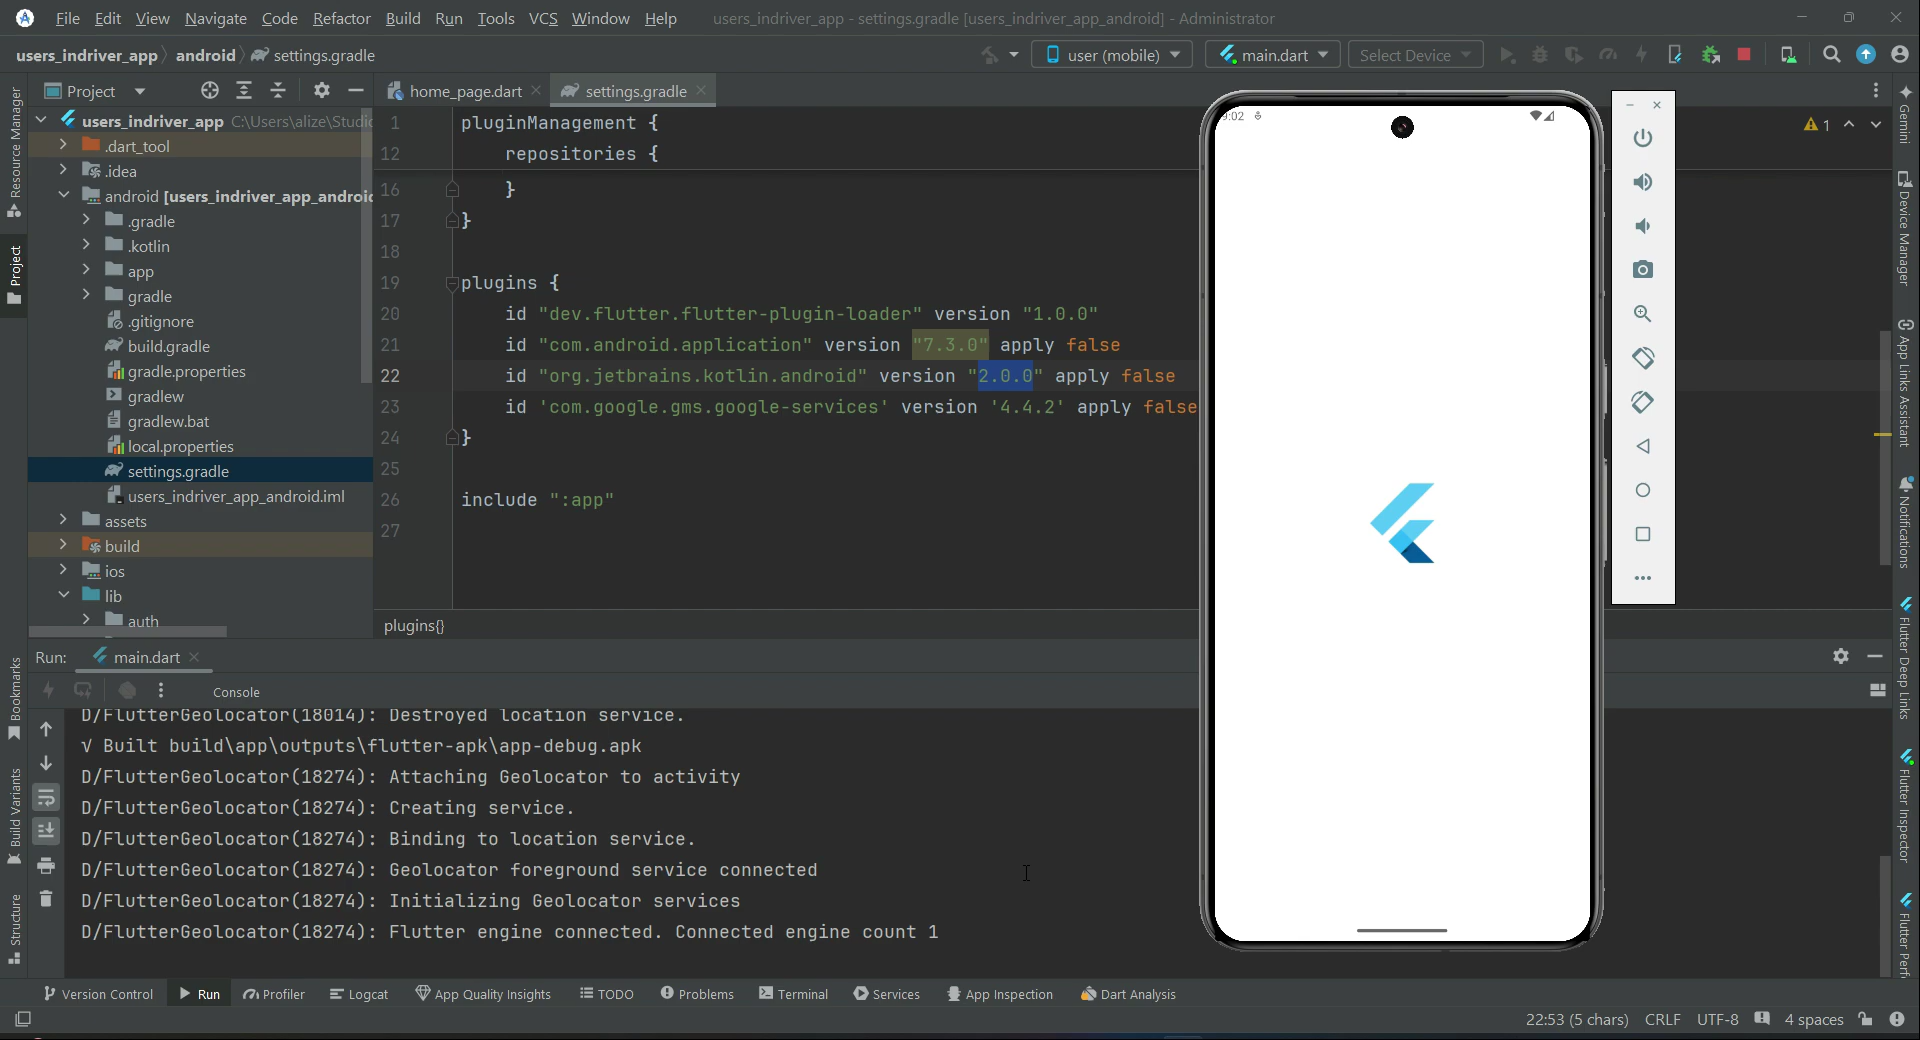 File Edit View Navigate Code Refactor Build Run Tools VCS Window Help users_indriver_app - settings.gradle [users_indriver_app_android] - Administrator
users_indriver_app android settings.gradle
user (mobile) main.dart Select Device
Project
home_page.dart settings.gradle
users_indriver_app C:\Users\alize\Studi
.dart_tool
.idea
android [users_indriver_app_androi
.gradle
.kotlin
app
gradle
.gitignore
build.gradle
gradle.properties
gradlew
gradlew.bat
local.properties
settings.gradle
users_indriver_app_android.iml
assets
build
ios
lib
auth
1 pluginManagement {
12 repositories {
16 }
17 }
18
19 plugins {
20 id "dev.flutter.flutter-plugin-loader" version "1.0.0"
21 id "com.android.application" version "7.3.0" apply false
22 id "org.jetbrains.kotlin.android" version "2.0.0" apply false
23 id 'com.google.gms.google-services' version '4.4.2' apply false
24 }
25
26 include ":app"
27
1
plugins{}
:02
Run: main.dart
Console
D/FlutterGeolocator(18014): Destroyed location service.
√ Built build\app\outputs\flutter-apk\app-debug.apk
D/FlutterGeolocator(18274): Attaching Geolocator to activity
D/FlutterGeolocator(18274): Creating service.
D/FlutterGeolocator(18274): Binding to location service.
D/FlutterGeolocator(18274): Geolocator foreground service connected
D/FlutterGeolocator(18274): Initializing Geolocator services
D/FlutterGeolocator(18274): Flutter engine connected. Connected engine count 1
Resource Manager
Project
Bookmarks
Build Variants
Structure
Gemini
Device Manager
App Links Assistant
Notifications
Flutter Deep Links
Flutter Inspector
Flutter Perf
Version Control Run Profiler Logcat App Quality Insights TODO Problems Terminal Services App Inspection Dart Analysis
22:53 (5 chars) CRLF UTF-8 4 spaces